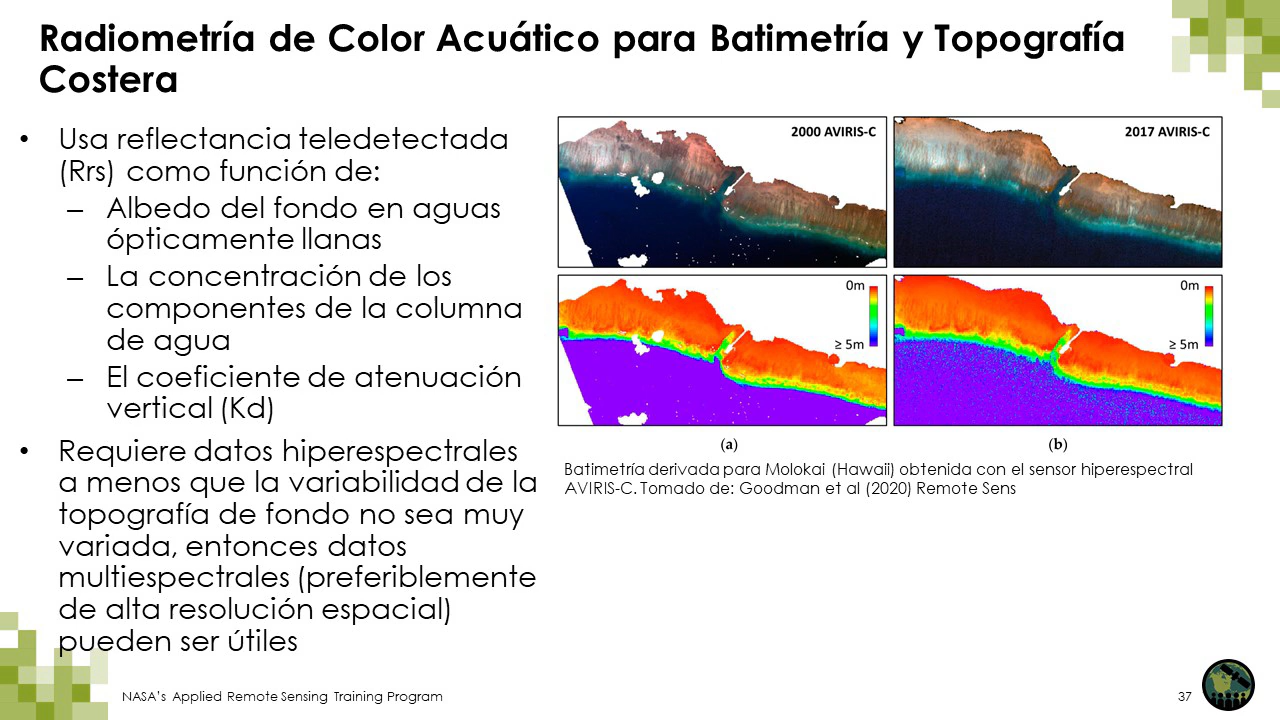 Radiometría de Color Acuático para Batimetría y Topografía
Costera
• Usa reflectancia teledetectada
(Rrs) como función de:
– Albedo del fondo en aguas
ópticamente llanas
– La concentración de los
componentes de la columna
de agua
– El coeficiente de atenuación
vertical (Kd)
• Requiere datos hiperespectrales
a menos que la variabilidad de la
topografía de fondo no sea muy
variada, entonces datos
multiespectrales (preferiblemente
de alta resolución espacial)
pueden ser útiles
2000 AVIRIS-C
2017 AVIRIS-C
0m
≥ 5m
0m
≥ 5m
(a)
(b)
Batimetría derivada para Molokai (Hawaii) obtenida con el sensor hiperespectral
AVIRIS-C. Tomado de: Goodman et al (2020) Remote Sens
NASA's Applied Remote Sensing Training Program
37